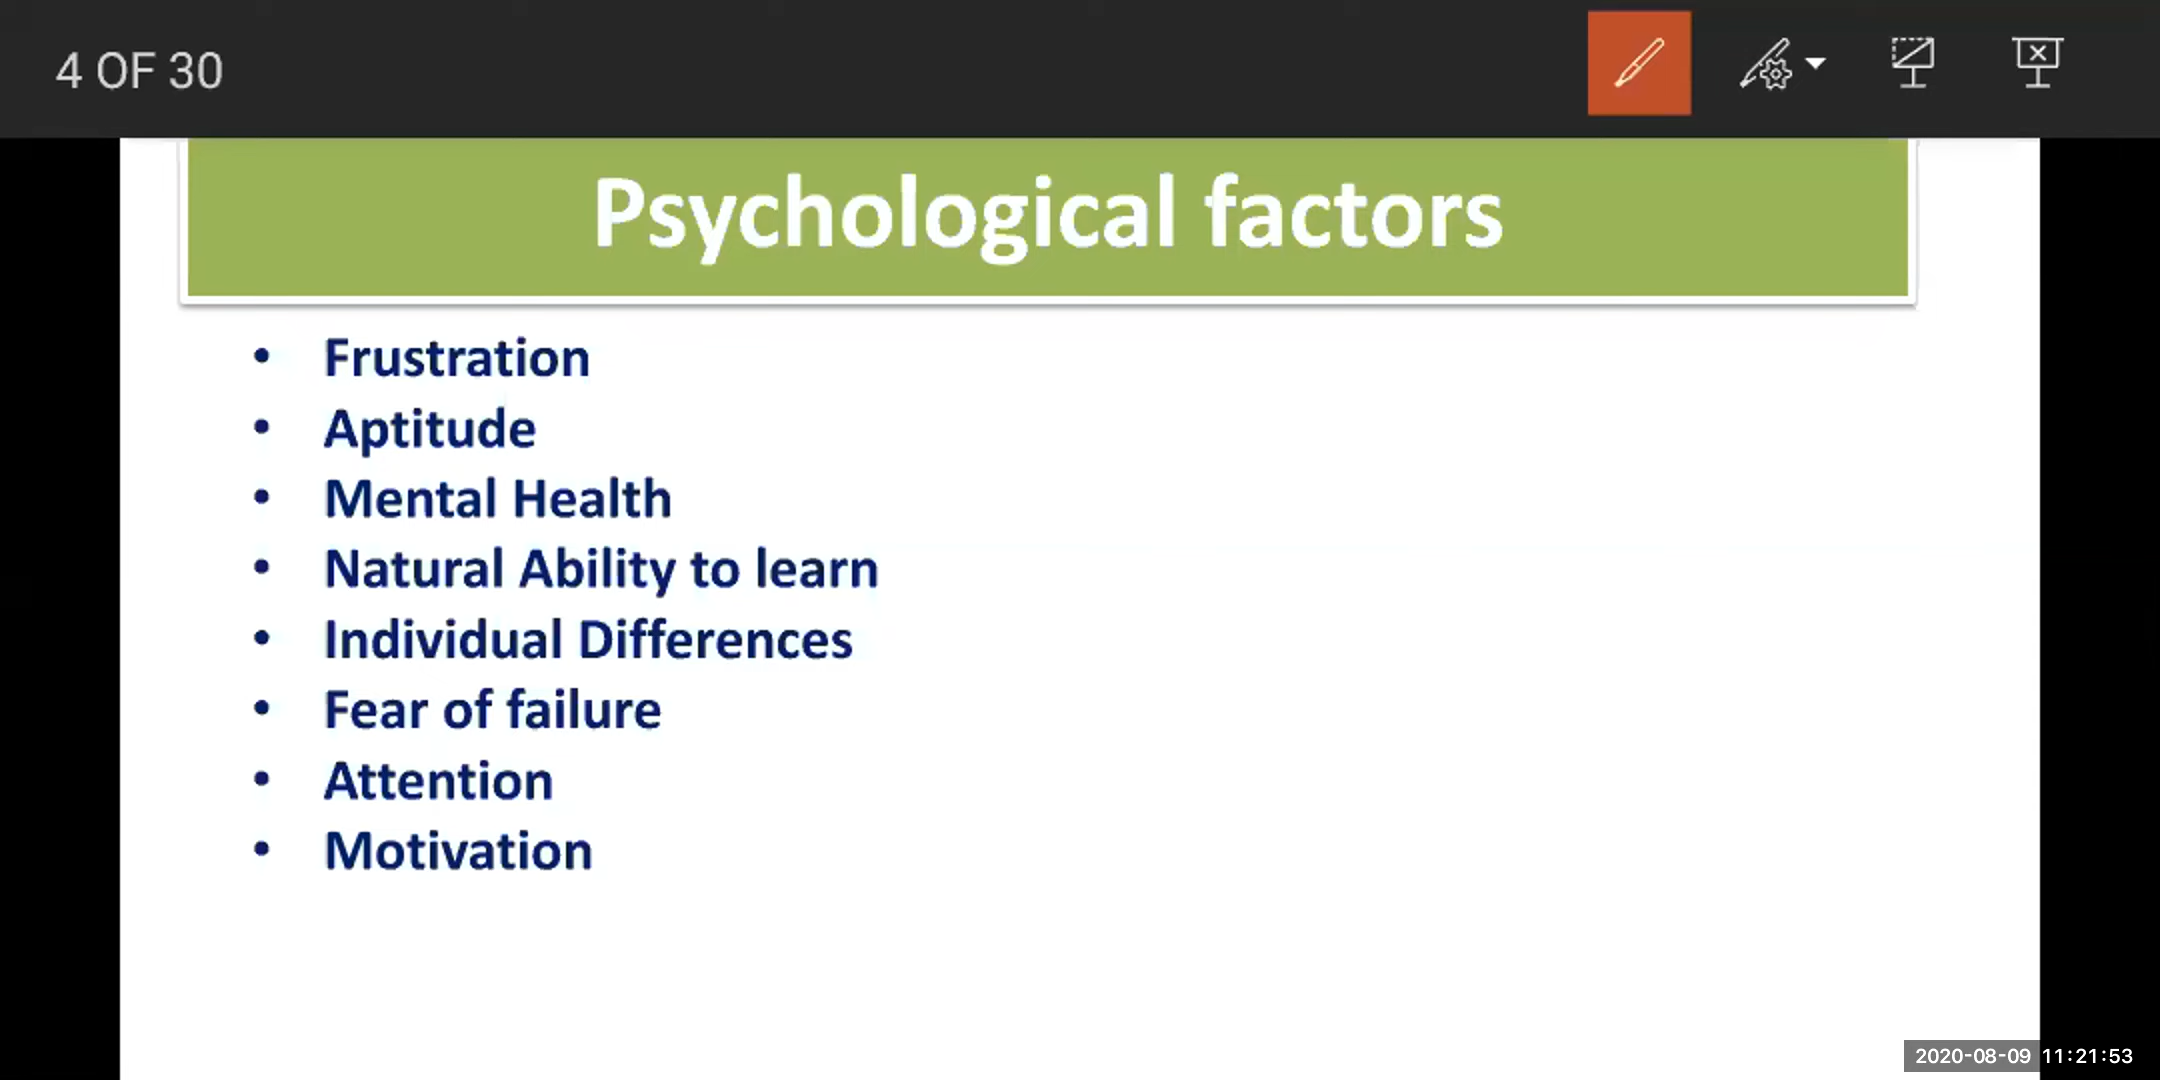 4 OF 30
Psychological factors
• Frustration
• Aptitude
• Mental Health
• Natural Ability to learn
• Individual Differences
• Fear of failure
• Attention
• Motivation
2020-08-09 11:21:53